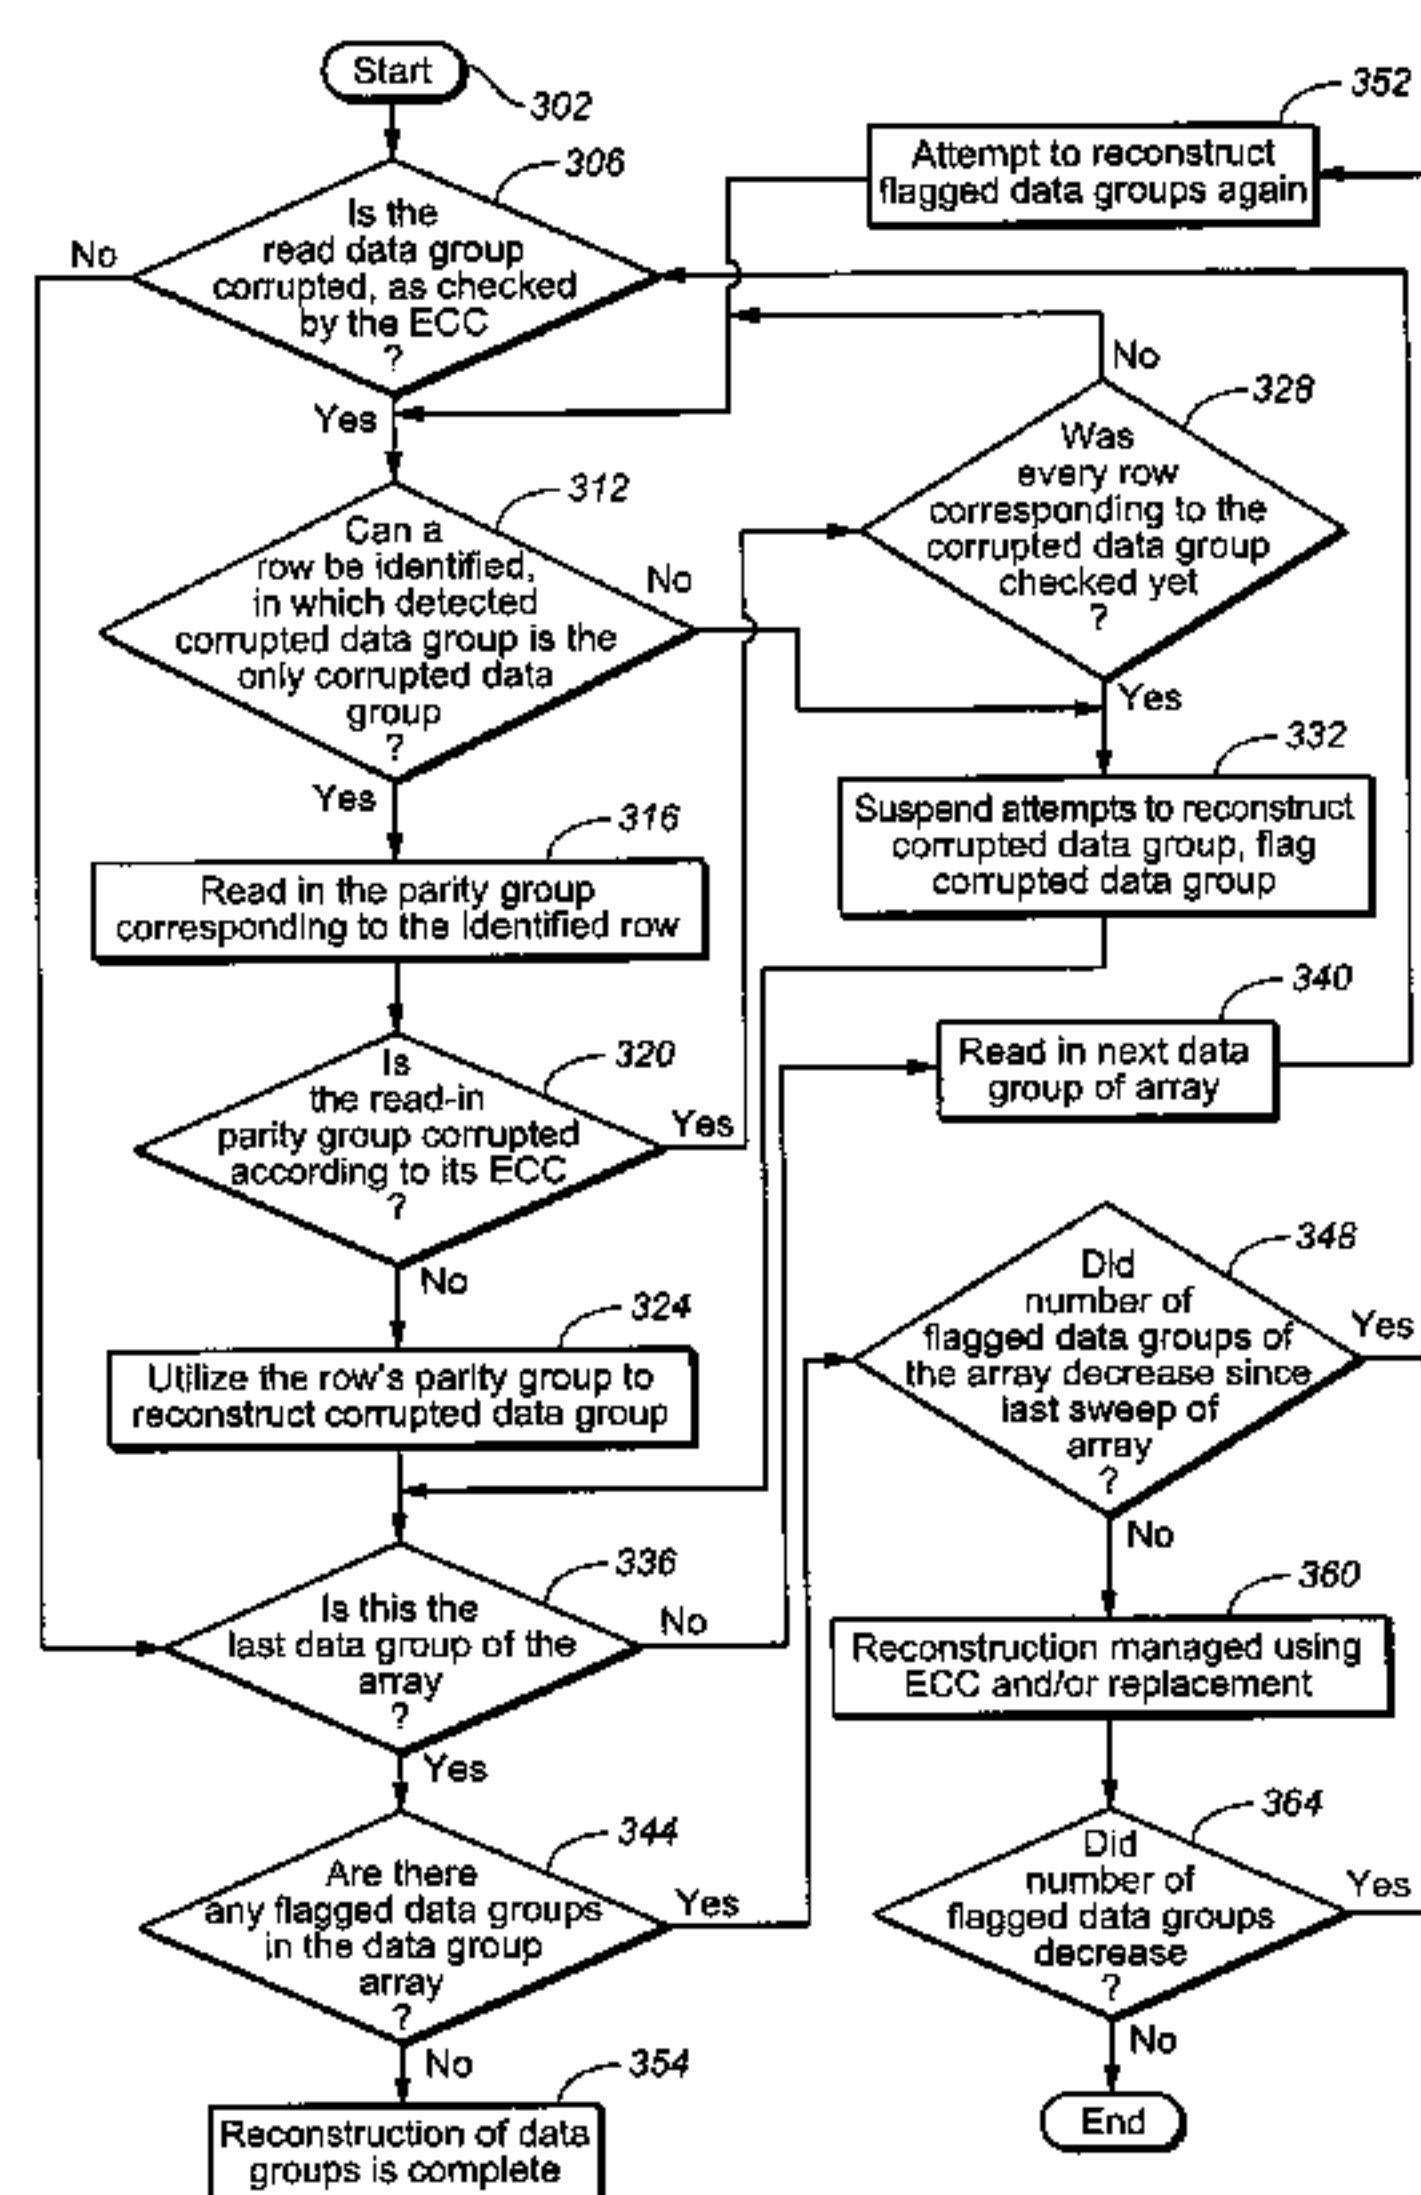 Start
302
306
Is the
read data group
corrupted, as checked
by the ECC
?
No
Yes
352
Attempt to reconstruct
flagged data groups again
No
328
Was
every row
corresponding to the
corrupted data group
checked yet
?
Yes
312
Can a
row be identified,
in which detected
corrupted data group is the
only corrupted data
group
?
No
Yes
332
Suspend attempts to reconstruct
corrupted data group, flag
corrupted data group
316
Read in the parity group
corresponding to the identified row
340
Read in next data
group of array
320
Is
the read-in
parity group corrupted
according to its ECC
?
Yes
No
348
Did
number of
flagged data groups of
the array decrease since
last sweep of
array
?
Yes
No
324
Utilize the row's parity group to
reconstruct corrupted data group
336
Is this the
last data group of the
array
?
No
Yes
360
Reconstruction managed using
ECC and/or replacement
364
Did
number of
flagged data groups
decrease
?
Yes
No
344
Are there
any flagged data groups
in the data group
array
?
Yes
No
354
Reconstruction of data
groups is complete
End